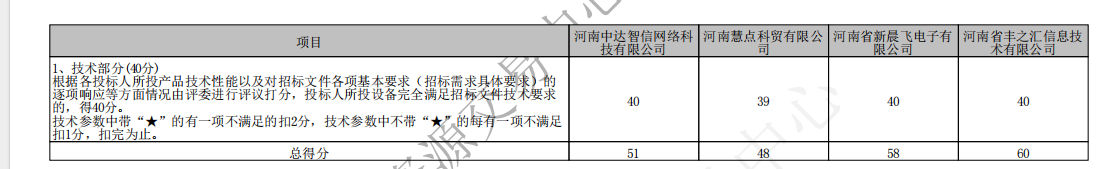 项目
河南中达智信网络科
技有限公司
河南慧点科贸有限公
司
河南省新晨飞电子有
限公司
河南省丰之汇信息技
术有限公司
1、技术部分(40分)
根据各投标人所投产品技术性能以及对招标文件各项基本要求（招标需求具体要求）的
逐项响应等方面情况由评委进行评议打分，投标人所投设备完全满足招标文件技术要求
的，得40分。
技术参数中带“★”的有一项不满足的扣2分，技术参数中不带“★”的每有一项不满足
扣1分，扣完为止。
40
39
40
40
总得分
51
48
58
60
源交易中心
中心